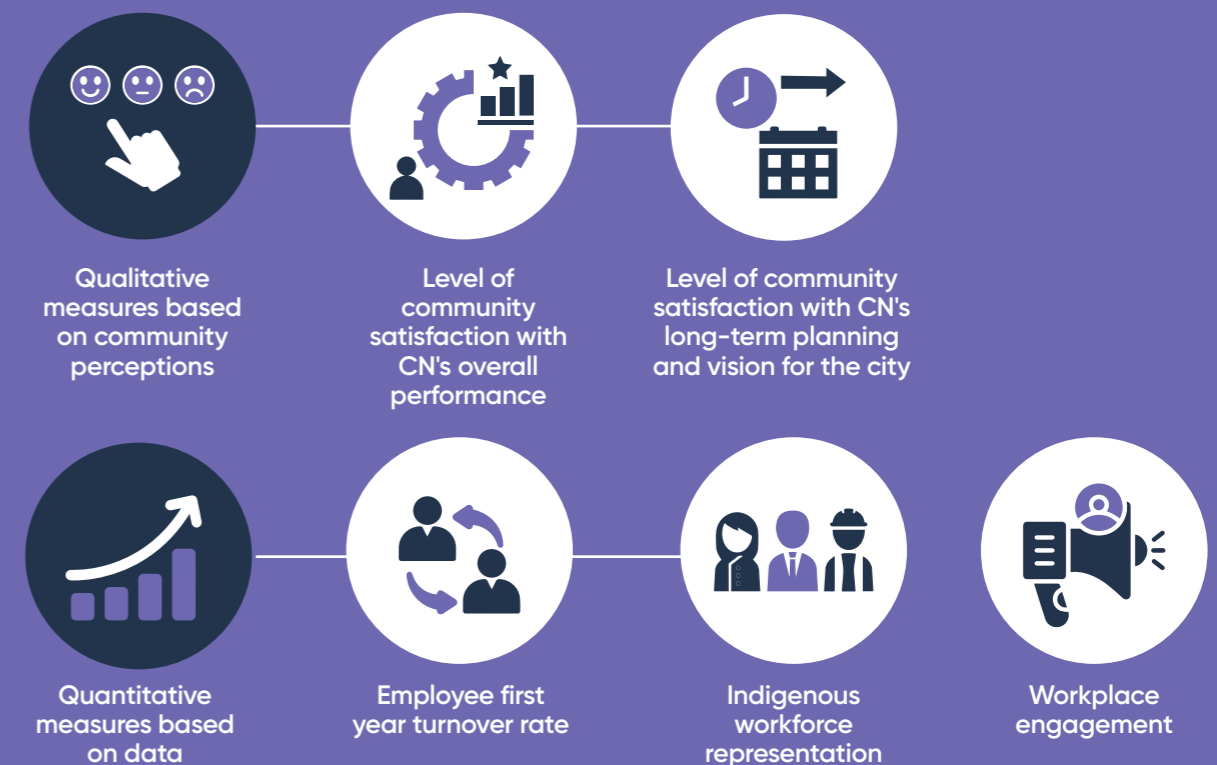 Qualitative
measures based
on community
perceptions
Level of
community
satisfaction with
CN's overall
performance
Level of community
satisfaction with CN's
long-term planning
and vision for the city
Quantitative
measures based
on data
Employee first
year turnover rate
Indigenous
workforce
representation
Workplace
engagement